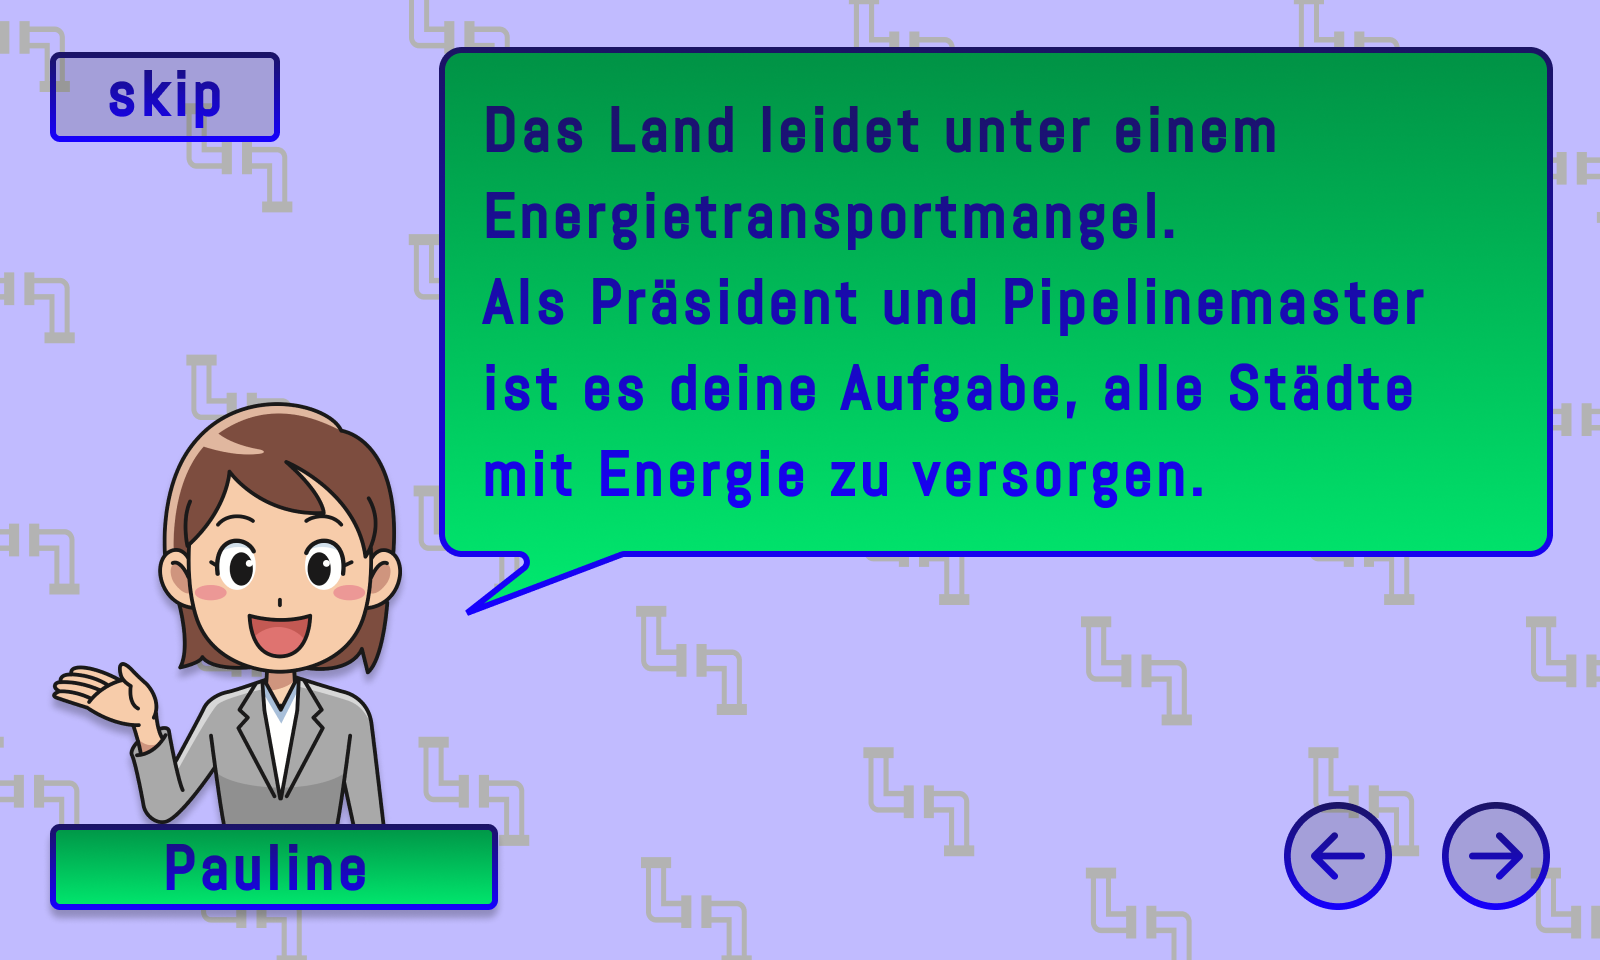 skip
Das Land leidet unter einem
Energietransportmangel.
Als Präsident und Pipelinemaster
ist es deine Aufgabe, alle Städte
mit Energie zu versorgen.
Pauline